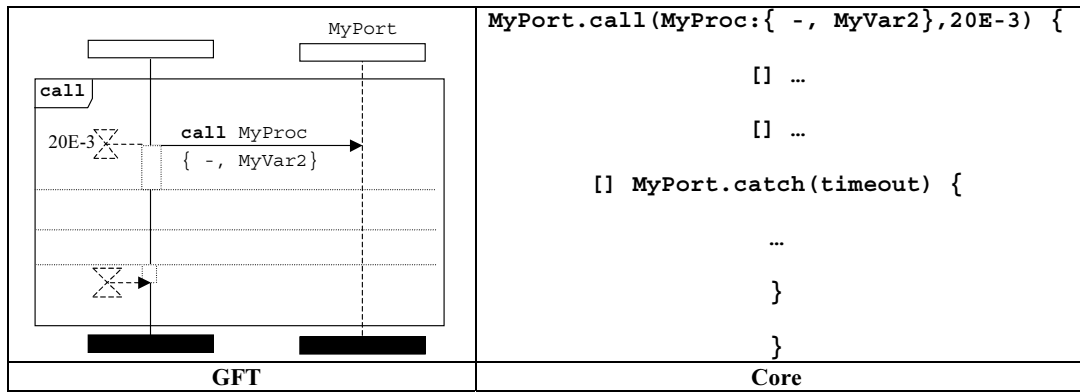 MyPort
call
20E-3
call MyProc
{ -, MyVar2}
MyPort.call(MyProc:{ -, MyVar2},20E-3) {
[] …
[] …
[] MyPort.catch(timeout) {
…
}
}
GFT
Core